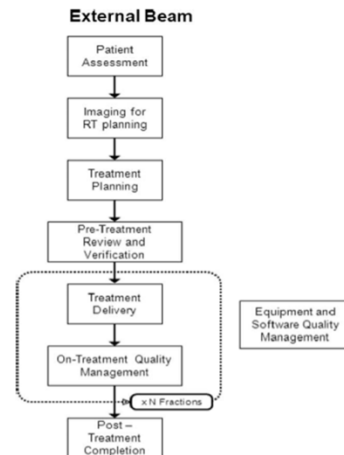 External Beam
Patient
Assessment
Imaging for
RT planning
Treatment
Planning
Pre-Treatment
Review and
Verification
Treatment
Delivery
Equipment and
Software Quality
Management
On-Treatment Quality
Management
x N Fractions
Post –
Treatment
Completion